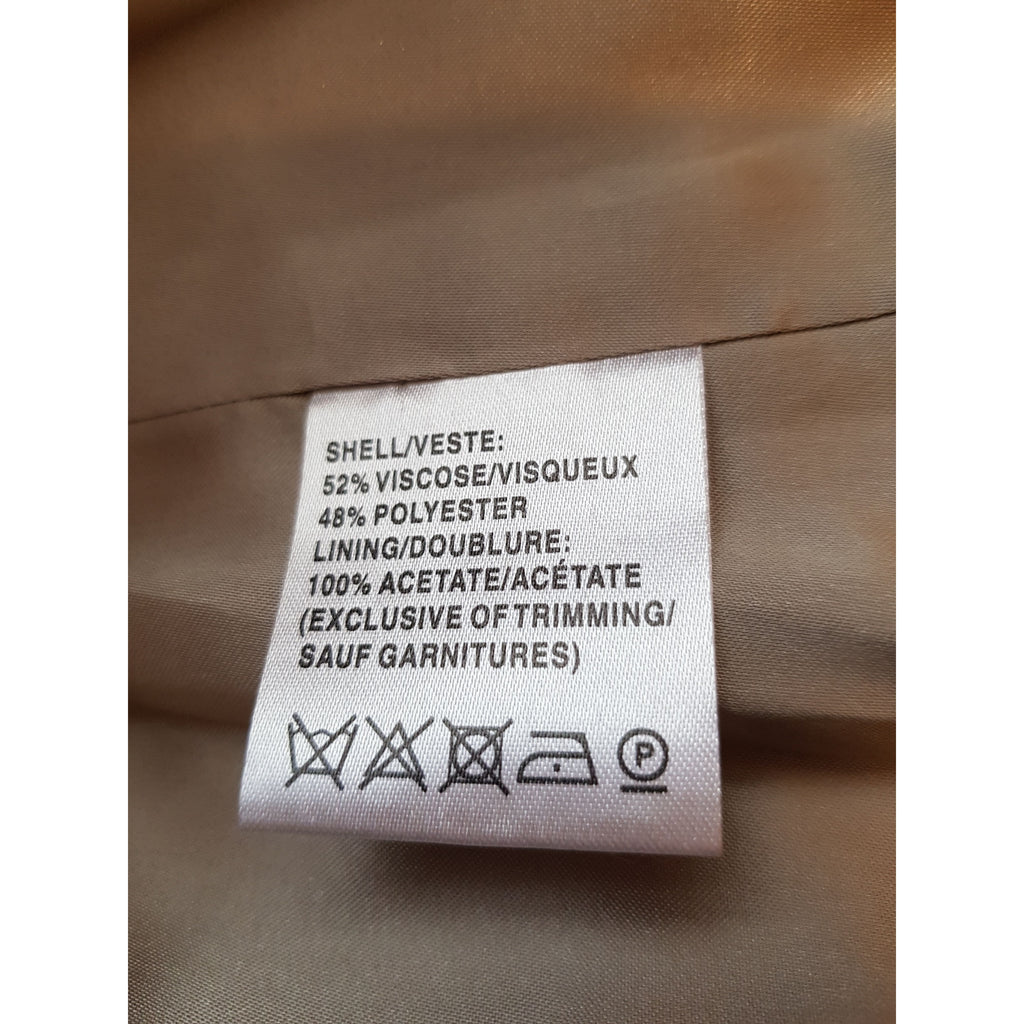 SHELL/VESTE:
52% VISCOSE/VISQUEUX
48% POLYESTER
LINING/DOUBLURE:
100% ACETATE/ACÉTATE
(EXCLUSIVE OF TRIMMING/
SAUF GARNITURES)
P